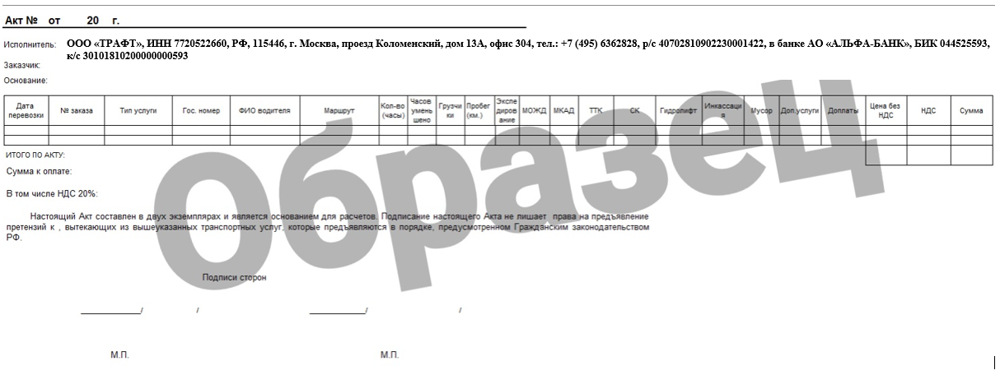 Акт № от 20 г.
Исполнитель: ООО «ТРАФТ», ИНН 7720522660, РФ, 115446, г. Москва, проезд Коломенский, дом 13А, офис 304, тел.: +7 (495) 6362828, р/с 40702810902230001422, в банке АО «АЛЬФА-БАНК», БИК 044525593,
к/с 30101810200000000593
Заказчик:
Основание:
Дата перевозки № заказа Тип услуги Гос. номер ФИО водителя Маршрут Кол-во (часы) Часов умень шено Грузчи ки Пробег (км.) Экспе диров ание МОЖД МКАД ТТК СК Гидролифт Инкассаци я Мусор Доп.услуги Доплаты Цена без НДС НДС Сумма
ИТОГО ПО АКТУ:
Сумма к оплате:
В том числе НДС 20%:
Образец
Настоящий Акт составлен в двух экземплярах и является основанием для расчетов. Подписание настоящего Акта не лишает права на предъявление
претензий к , вытекающих из вышеуказанных транспортных услуг, которые предъявляются в порядке, предусмотренном Гражданским законодательством
РФ.
Подписи сторон
____________/ / ____________/ /
М.П. М.П.